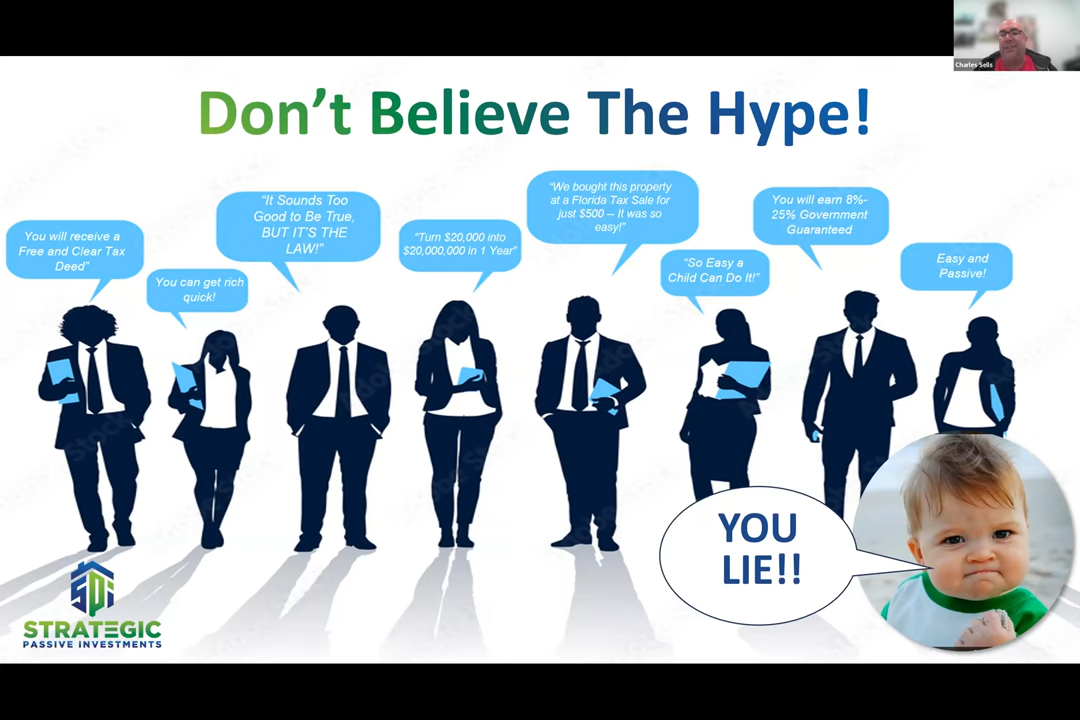 Charles Sells
Don't Believe The Hype!
You will receive a
Free and Clear Tax
Deed"
You can get rich
quick!
"It Sounds Too
Good to Be True,
BUT IT'S THE
LAW!"
"Turn $20,000 into
$20,000,000 in 1 Year"
"We bought this property
at a Florida Tax Sale for
just $500 – It was so
easy!"
"So Easy a
Child Can Do It!"
You will earn 8%-
25% Government
Guaranteed
Easy and
Passive!
YOU
LIE!!
spi
STRATEGIC
PASSIVE INVESTMENTS